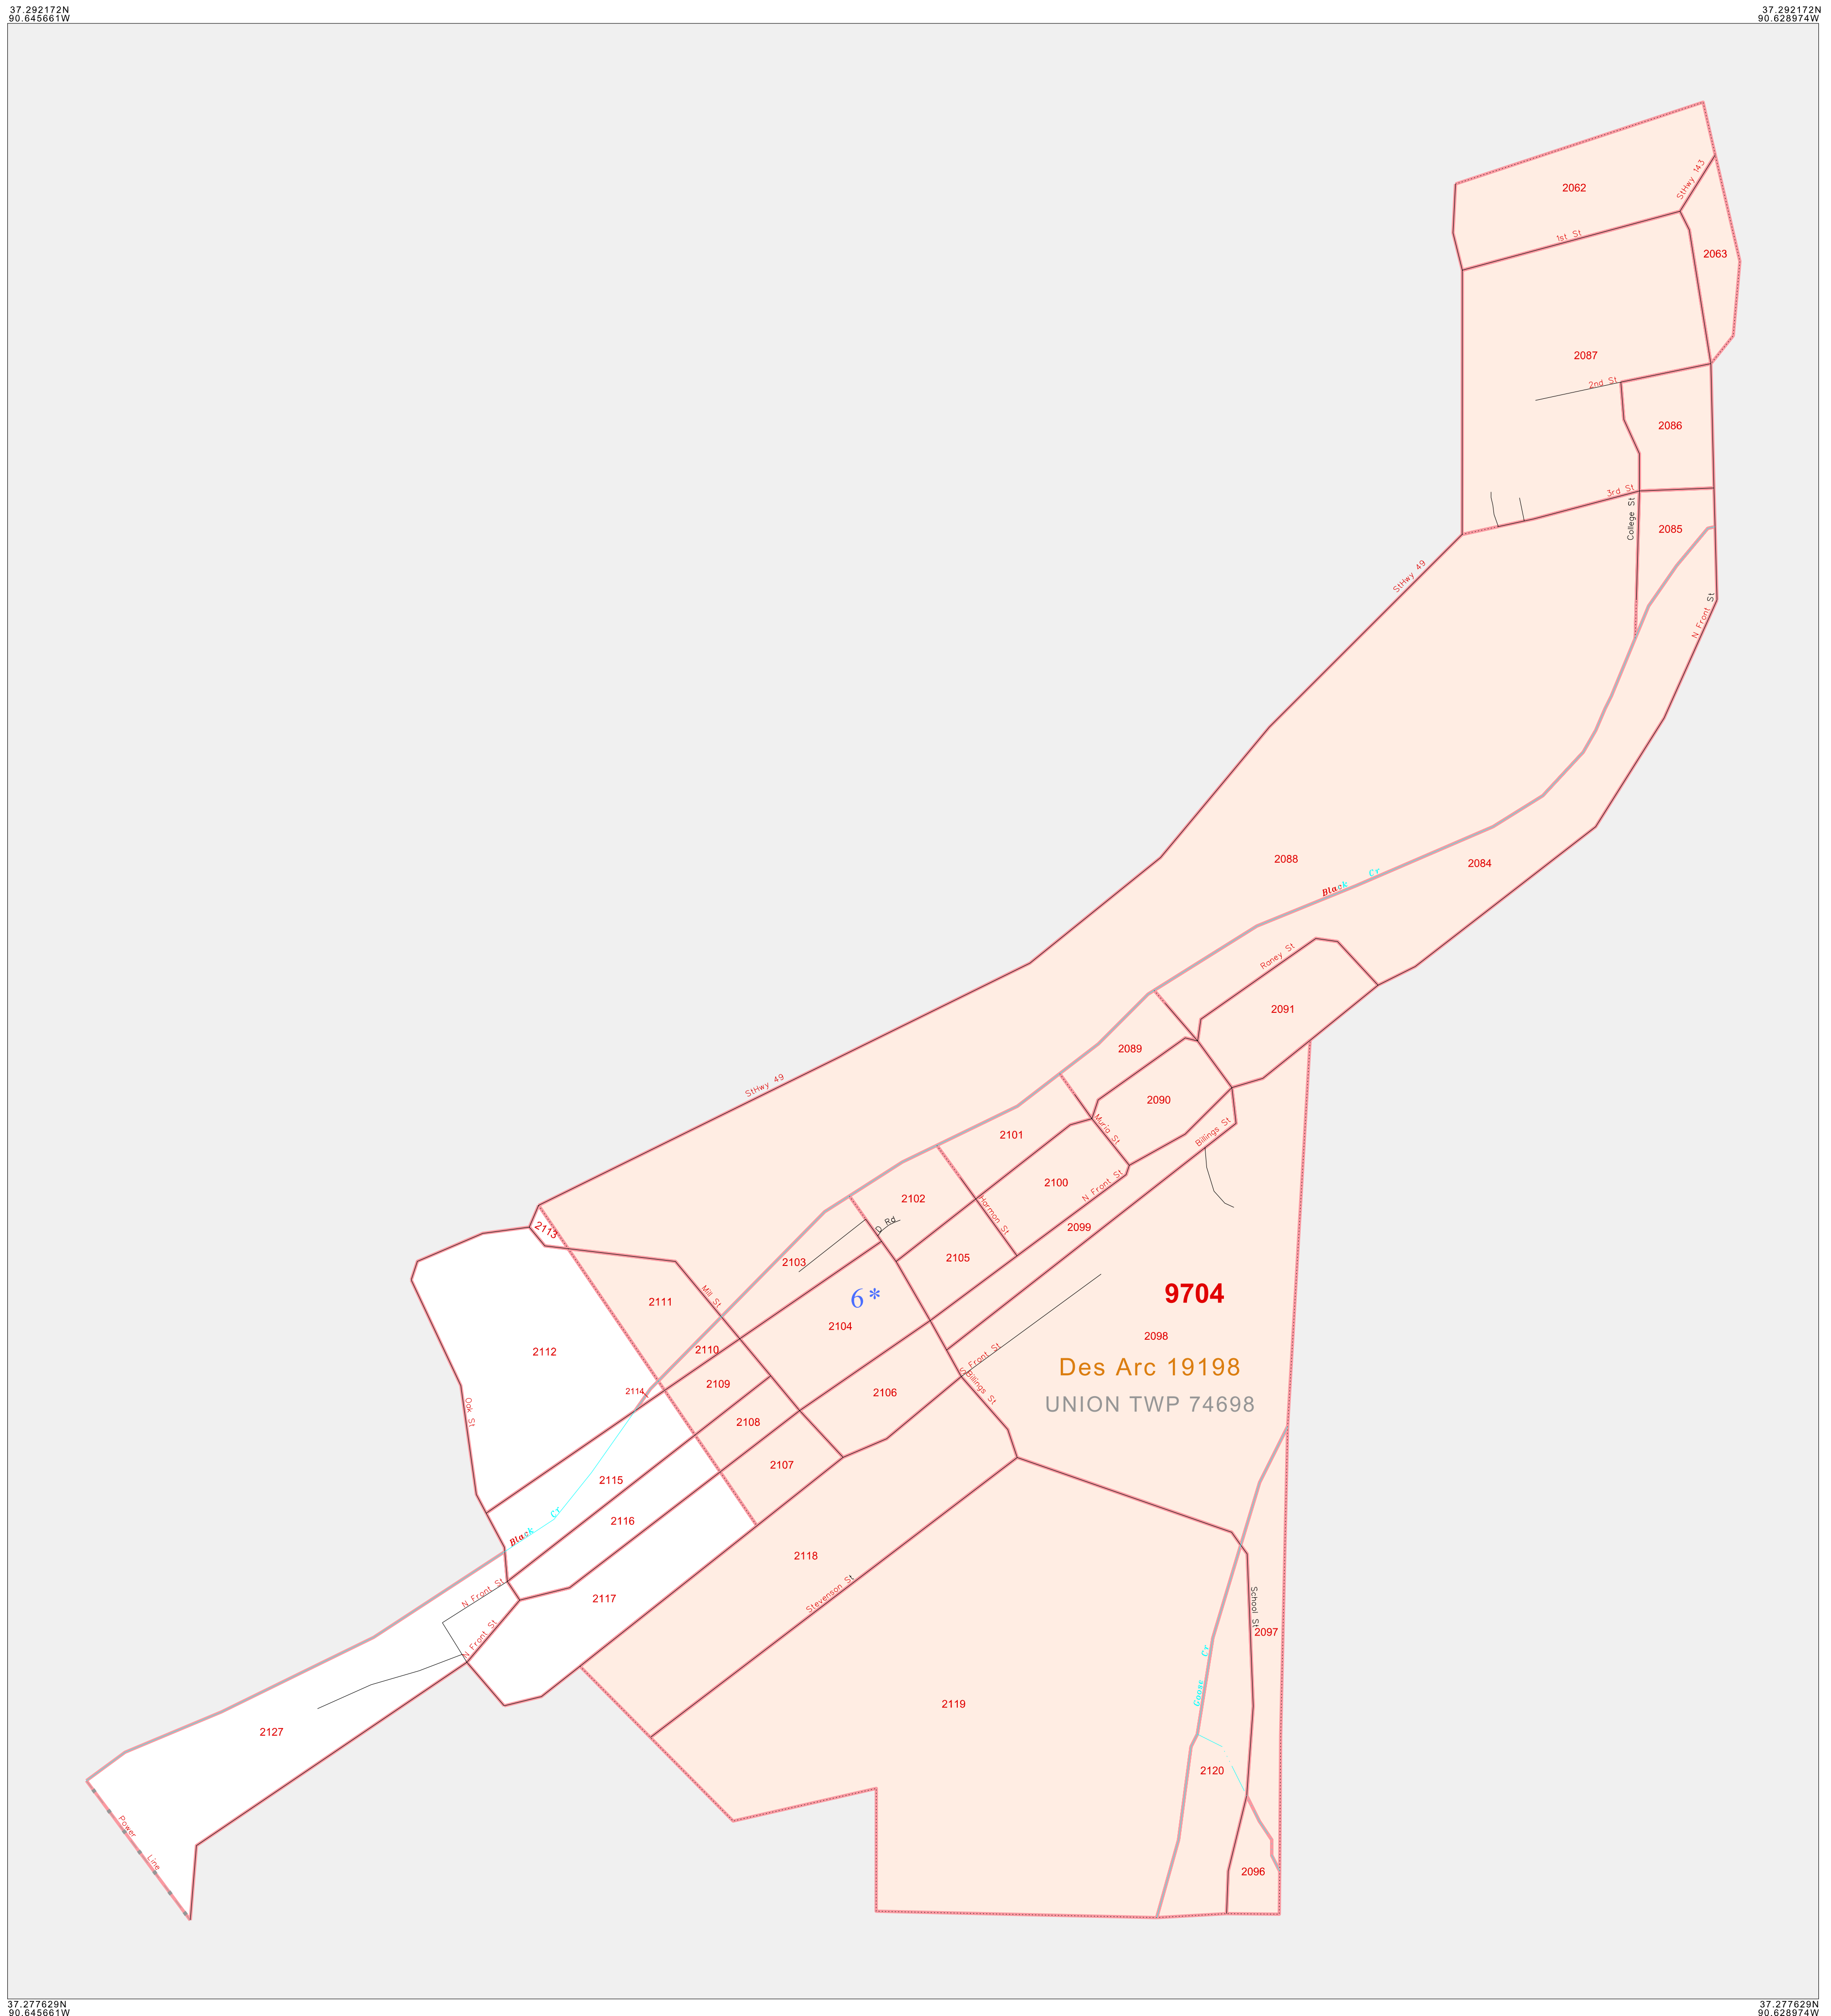 37.292172N
90.645661W
37.292172N
90.628974W
2062
StHwy 143
1st St
2063
2087
2nd St
2086
3rd St
College St
2085
StHwy 49
N Front St
2088
2084
Black Cr
Roney St
2091
2089
StHwy 49
2090
Murig St
2101
Billings St
2100
N Front St
2102
Harmon St
D Rd
2099
2113
2103
2105
Mill St
2111
6*
9704
2104
2098
2110
2112
S Front St
Des Arc 19198
2109
Billings St
2114
2106
UNION TWP 74698
Oak St
2108
2107
2115
Black Cr
2116
2118
N Front St
Stevenson St
2117
School St
2097
N Front St
Goose Cr
2119
2127
2120
Power Line
2096
37.277629N
90.645661W
37.277629N
90.628974W